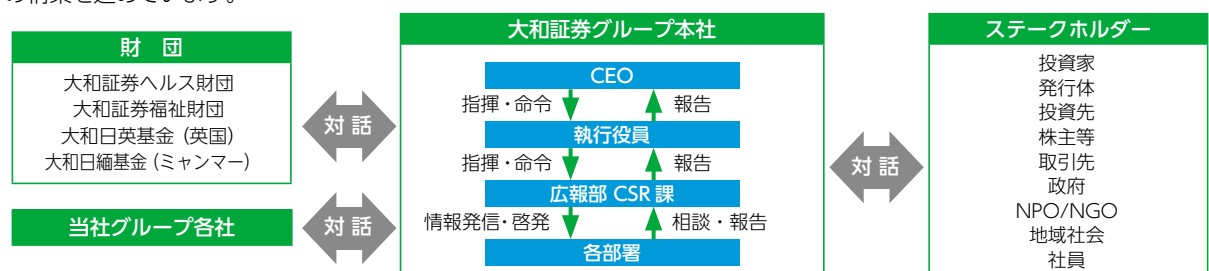 の構築を進めています。
財 団
大和証券ヘルス財団
大和証券福祉財団
大和日英基金（英国）
大和日緬基金（ミャンマー）
対 話
当社グループ各社
対 話
大和証券グループ本社
CEO
指揮・命令 報告
執行役員
指揮・命令 報告
広報部 CSR 課
情報発信・啓発 相談・報告
各部署
対 話
ステークホルダー
投資家
発行体
投資先
株主等
取引先
政府
NPO/NGO
地域社会
社員